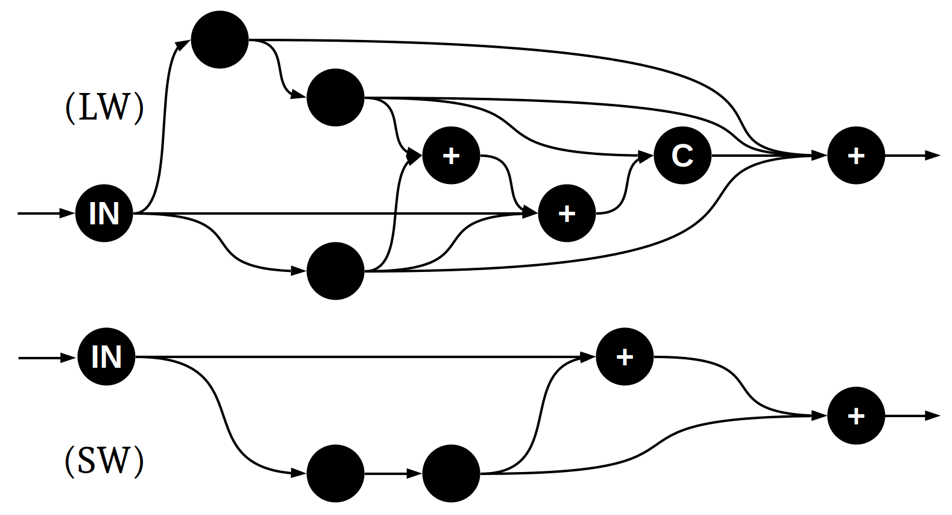 (LW)
+
C
+
IN
+
IN
+
+
(SW)